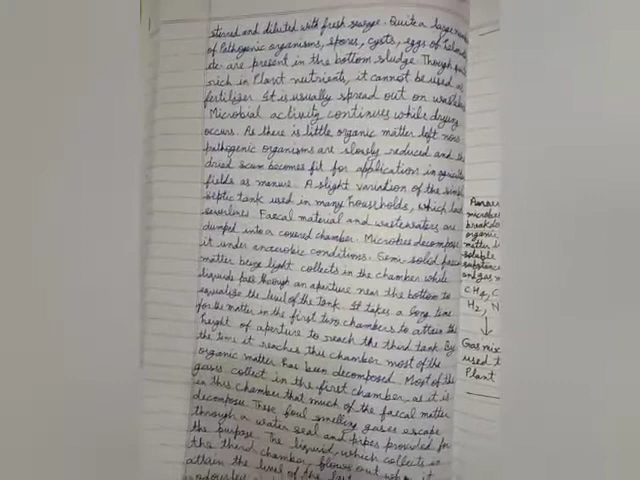 stirred and diluted with fresh sewage. Quite a large
of Pathogenic organisms, spores, cysts, eggs of
etc are present in the bottom sludge. Though
rich in Plant nutrients, it cannot be used as
fertilizer. It is usually spread out on
Microbial activity continues while drying
occurs. As there is little organic matter left now
pathogenic organisms are slowly reduced and the
dried scum becomes fit for application in
fields as manure. A slight variation of the
septic tank used in many households, which
sewerlines. Faecal material and wastewaters are
dumped into a covered chamber. Microbes decompose
it under anaerobic conditions. Semi-solid
matter being light collects in the chamber while
liquids pass through an aperture near the bottom to
equalize the level of the tank. It takes a long time
for the matter in the first two chambers to attain the
height of aperture to reach the third tank. By
the time it reaches this chamber most of the
organic matter has been decomposed. Most of the
gases collect in the first chamber, as it is
in this chamber that much of the faecal matter
decompose. These foul smelling gases escape
through a water seal and pipes provided for
the purpose. The liquid, which collects in
the third chamber, flows out when it
attain the level of the
microbes
breakdo
organic
matter
soluble
substance
and gas
CH4, C
H2, N
↓
Gas mix
used t
Plant